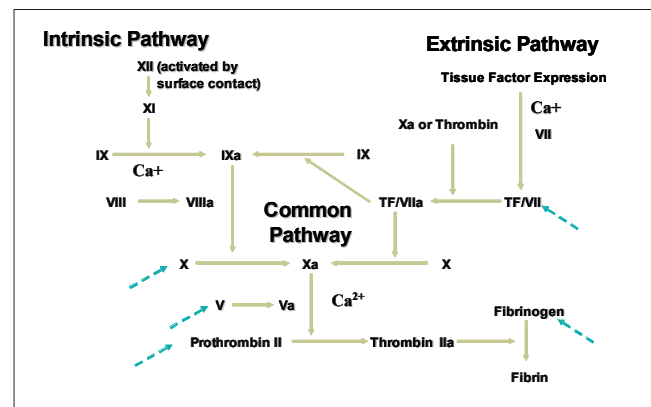 Intrinsic Pathway
Extrinsic Pathway
XII (activated by
surface contact)
Tissue Factor Expression
XI
Ca+
Xa or Thrombin
VII
IX
IXa
IX
Ca+
VIII
VIIIa
TF/VIIa
TF/VII
Common
Pathway
X
Xa
X
V
Va
Ca2+
Fibrinogen
Prothrombin II
Thrombin IIa
Fibrin